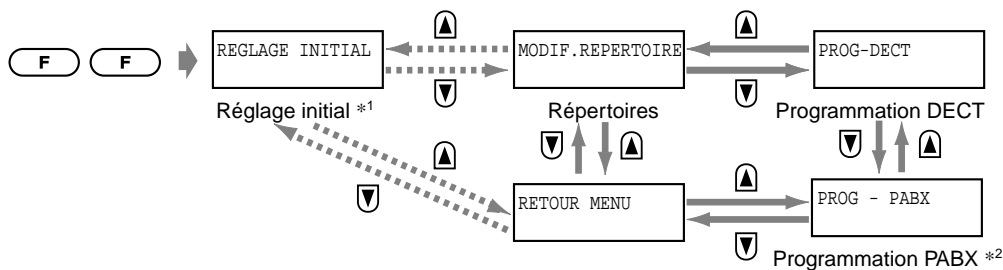 F F
REGLAGE INITIAL
MODIF.REPERTOIRE
PROG-DECT
Réglage initial *1
Répertoires
Programmation DECT
RETOUR MENU
PROG - PABX
Programmation PABX *2